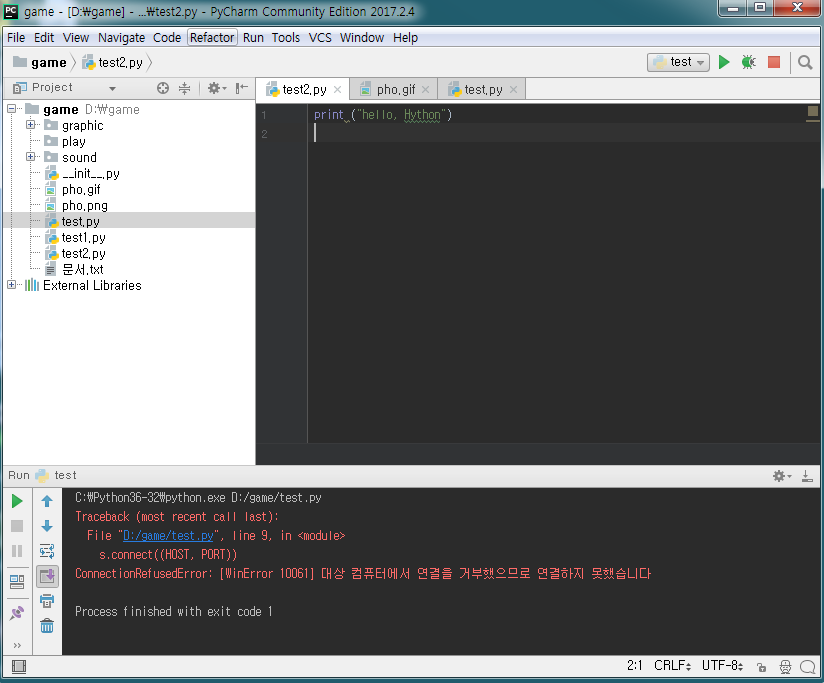 game - [D:₩game] - ...₩test2.py - PyCharm Community Edition 2017.2.4
File Edit View Navigate Code Refactor Run Tools VCS Window Help
game test2.py test
Project test2.py pho.gif test.py
game D:₩game
graphic
play
sound
__init__.py
pho.gif
pho.png
test.py
test1.py
test2.py
문서.txt
External Libraries
1 print ("hello, Hython")
2
Run test
C:₩Python36-32₩python.exe D:/game/test.py
Traceback (most recent call last):
File "D:/game/test.py", line 9, in <module>
s.connect((HOST, PORT))
ConnectionRefusedError: [WinError 10061] 대상 컴퓨터에서 연결을 거부했으므로 연결하지 못했습니다
Process finished with exit code 1
2:1 CRLF UTF-8